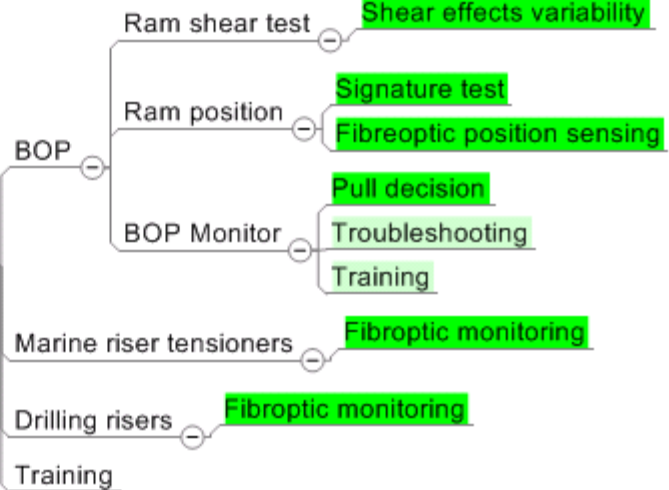 Ram shear test
Shear effects variability
Ram position
Signature test
Fibreoptic position sensing
BOP
BOP Monitor
Pull decision
Troubleshooting
Training
Marine riser tensioners
Fibroptic monitoring
Drilling risers
Fibroptic monitoring
Training